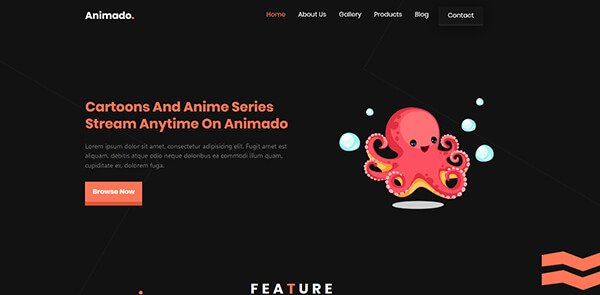 Animado.
Home About Us Gallery Products Blog Contact
Cartoons And Anime Series
Stream Anytime On Animado
Lorem ipsum dolor sit amet, consectetur adipisicing elit. Fugit amet est
aliquam, debitis atque odio neque doloribus ea commodi illum quam,
cupiditate ex, dolorem fuga.
Browse Now
FEATURE